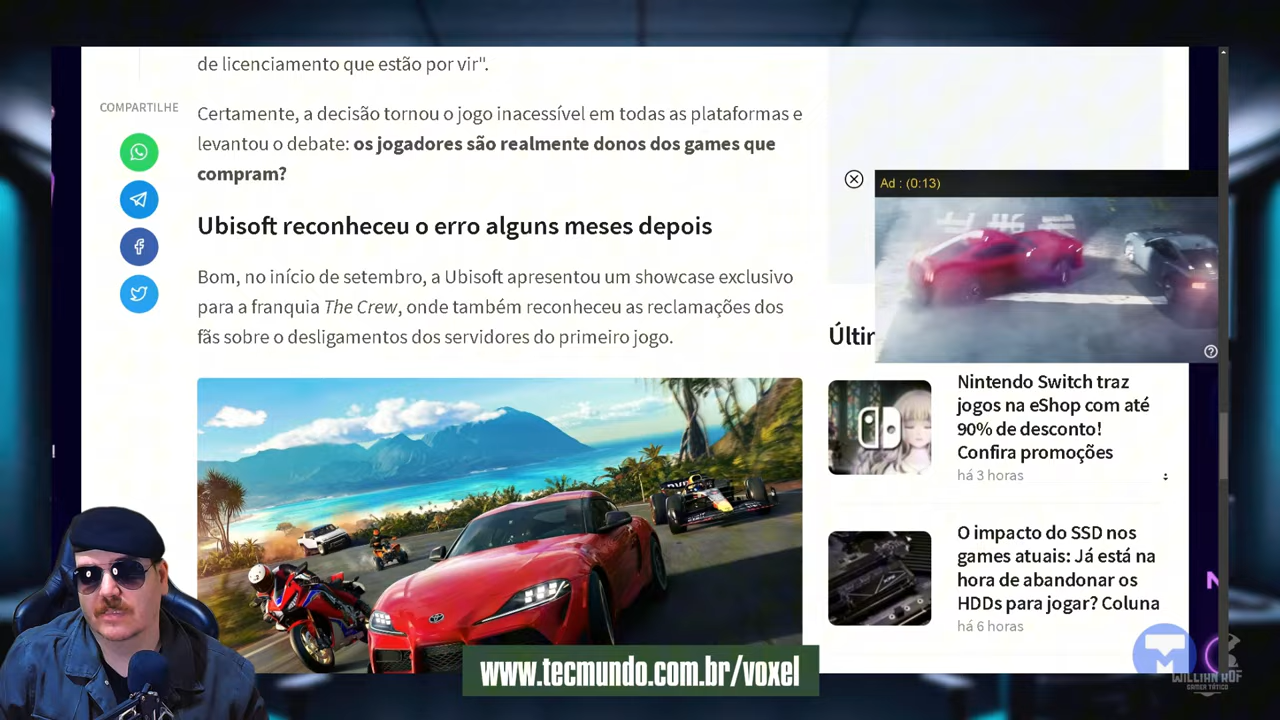 de licenciamento que estão por vir".
COMPARTILHE
Certamente, a decisão tornou o jogo inacessível em todas as plataformas e
levantou o debate: os jogadores são realmente donos dos games que
compram?
Ubisoft reconheceu o erro alguns meses depois
Bom, no início de setembro, a Ubisoft apresentou um showcase exclusivo
para a franquia The Crew, onde também reconheceu as reclamações dos
fãs sobre o desligamentos dos servidores do primeiro jogo.
Ad : (0:13)
Últir
Nintendo Switch traz
jogos na eShop com até
90% de desconto!
Confira promoções
há 3 horas
O impacto do SSD nos
games atuais: Já está na
hora de abandonar os
HDDs para jogar? Coluna
há 6 horas
www.tecmundo.com.br/voxel
WILLIAN ROF
GAMER TÁTICO